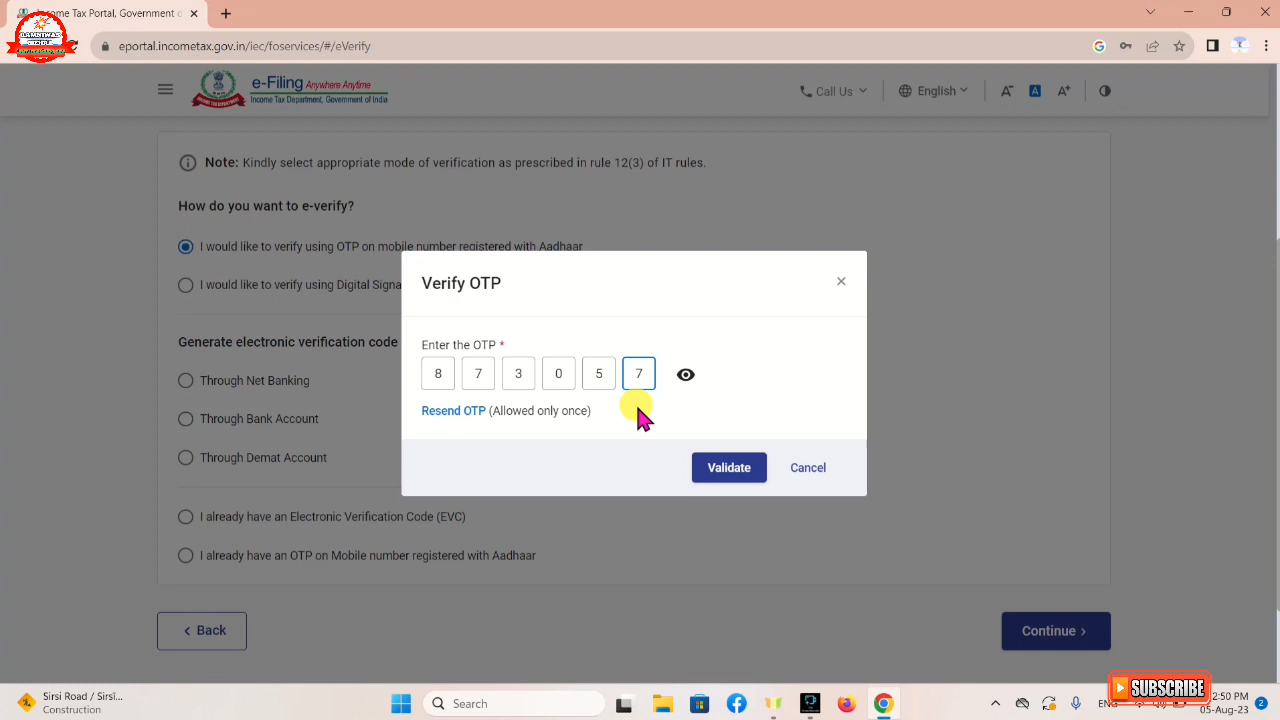 Income Tax Portal, Government o
eportal.incometax.gov.in/iec/foservices/#/eVerify
e-Filing Anywhere Anytime
Income Tax Department, Government of India
Call Us
English
A-
A
A+
Note: Kindly select appropriate mode of verification as prescribed in rule 12(3) of IT rules.
How do you want to e-verify?
I would like to verify using OTP on mobile number registered with Aadhaar
I would like to verify using Digital Signa
Generate electronic verification code
Through Net Banking
Through Bank Account
Through Demat Account
I already have an Electronic Verification Code (EVC)
I already have an OTP on Mobile number registered with Aadhaar
Verify OTP
Enter the OTP *
8 7 3 0 5 7
Resend OTP (Allowed only once)
Validate
Cancel
Back
Continue
SUBSCRIBE
Sirsi Road / Sirsī...
Construction
Search
2:50 PM
05-Aug-23
2